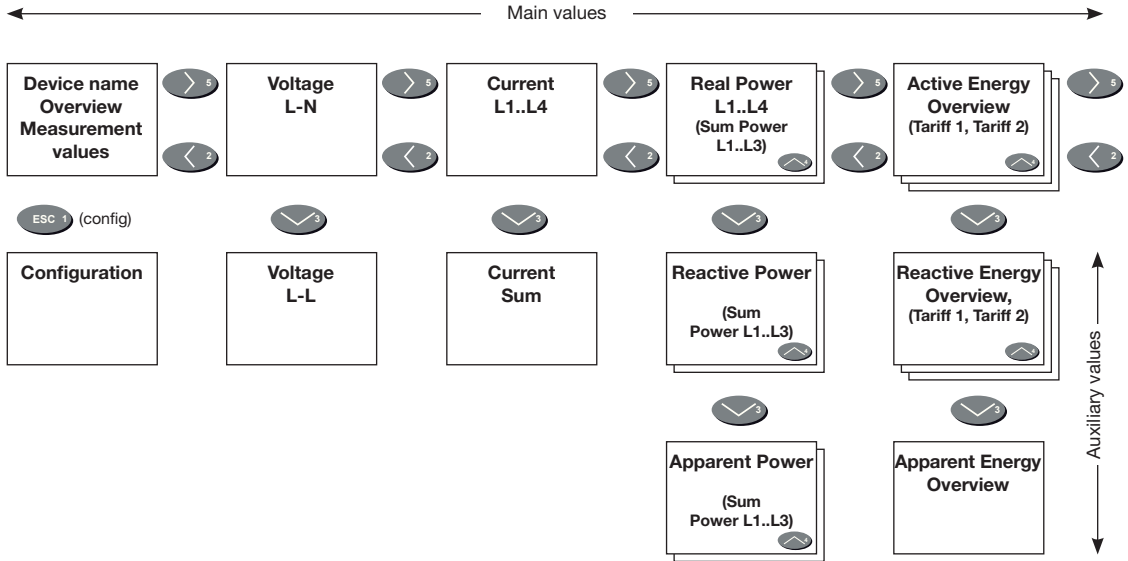 Main values
Device name
Overview
Measurement
values
5
2
Voltage
L-N
5
2
Current
L1..L4
5
2
Real Power
L1..L4
(Sum Power
L1..L3)
4
5
2
Active Energy
Overview
(Tariff 1, Tariff 2)
4
5
2
ESC 1 (config)
3
3
3
3
Configuration
Voltage
L-L
Current
Sum
Reactive Power
(Sum
Power L1..L3)
4
Reactive Energy
Overview,
(Tariff 1, Tariff 2)
4
Auxiliary values
3
3
Apparent Power
(Sum
Power L1..L3)
4
Apparent Energy
Overview